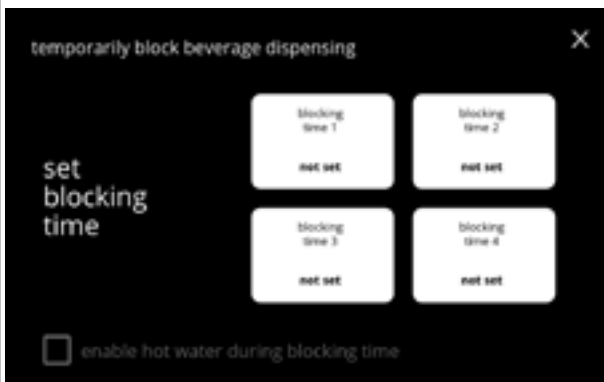 temporarily block beverage dispensing
set
blocking
time
blocking
time 1
not set
blocking
time 2
not set
blocking
time 3
not set
blocking
time 4
not set
enable hot water during blocking time